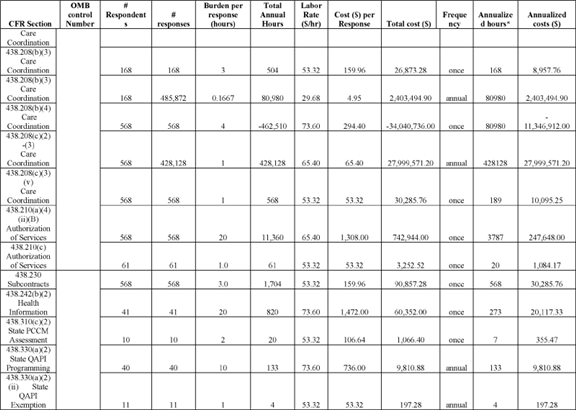 CFR Section OMB control Number # Respondent s # responses Burden per response (hours) Total Annual Hours Labor Rate ($/hr) Cost ($) per Response Total cost ($) Freque ncy Annualize d hours* Annualized costs ($)
Care Coordination
438.208(b)(3) Care Coordination 168 168 3 504 53.32 159.96 26,873.28 once 168 8,957.76
438.208(b)(3) Care Coordination 168 485,872 0.1667 80,980 29.68 4.95 2,403,494.90 annual 80980 2,403,494.90
438.208(b)(4) Care Coordination 568 568 4 -462,510 73.60 294.40 -34,040,736.00 once 80980 - 11,346,912.00
438.208(c)(2) -(3) Care Coordination 568 428,128 1 428,128 65.40 65.40 27,999,571.20 annual 428128 27,999,571.20
438.208(c)(3) (v) Care Coordination 568 568 1 568 53.32 53.32 30,285.76 once 189 10,095.25
438.210(a)(4) (ii)(B) Authorization of Services 568 568 20 11,360 65.40 1,308.00 742,944.00 once 3787 247,648.00
438.210(c) Authorization of Services 61 61 1.0 61 53.32 53.32 3,252.52 once 20 1,084.17
438.230 Subcontracts 568 568 3.0 1,704 53.32 159.96 90,857.28 once 568 30,285.76
438.242(b)(2) Health Information 41 41 20 820 73.60 1,472.00 60,352.00 once 273 20,117.33
438.310(c)(2) State PCCM Assessment 10 10 2 20 53.32 106.64 1,066.40 once 7 355.47
438.330(a)(2) State QAPI Programming 40 40 10 133 73.60 736.00 9,810.88 annual 133 9,810.88
438.330(a)(2) (ii) State QAPI Exemption 11 11 1 4 53.32 53.32 197.28 annual 4 197.28